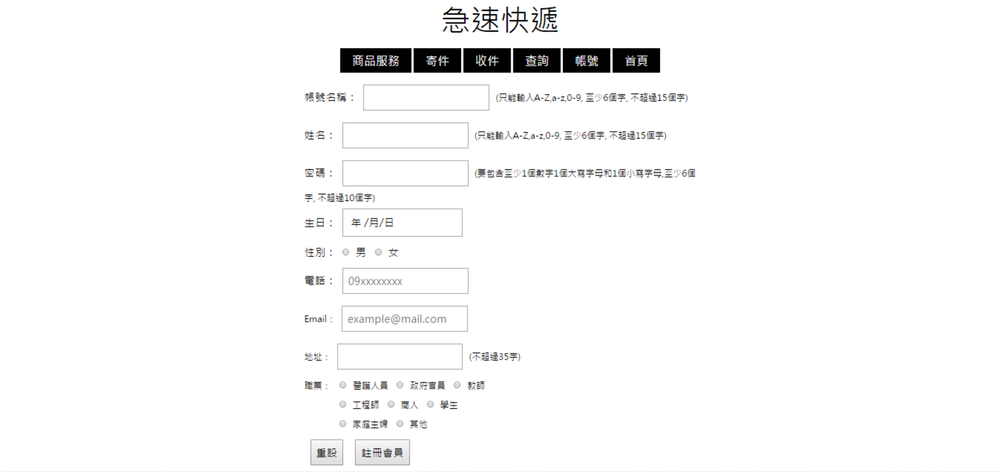 急速快遞
商品服務 寄件 收件 查詢 帳號 首頁
帳號名稱： (只能輸入A-Z,a-z,0-9, 至少6個字, 不超過15個字)
姓名： (只能輸入A-Z,a-z,0-9, 至少6個字, 不超過15個字)
密碼： (要包含至少1個數字1個大寫字母和1個小寫字母,至少6個
字, 不超過10個字)
生日： 年 /月/日
性別： 男 女
電話： 09xxxxxxxx
Email： example@mail.com
地址： (不超過35字)
職業： 醫護人員 政府官員 教師
工程師 商人 學生
家庭主婦 其他
重設 註冊會員